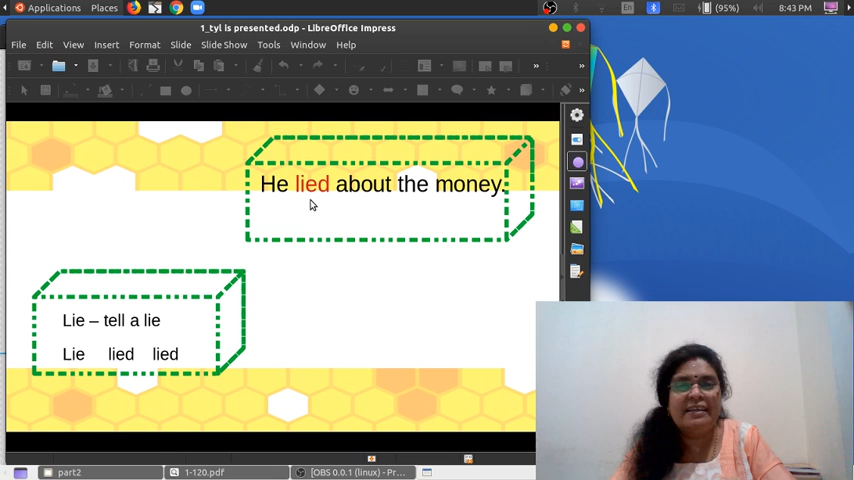 Applications Places
En
(95%)
8:43 PM
1_tyl is presented.odp - LibreOffice Impress
File Edit View Insert Format Slide Slide Show Tools Window Help
He lied about the money.
Lie – tell a lie
Lie lied lied
part2
1-120.pdf
[OBS 0.0.1 (linux) - Pr...